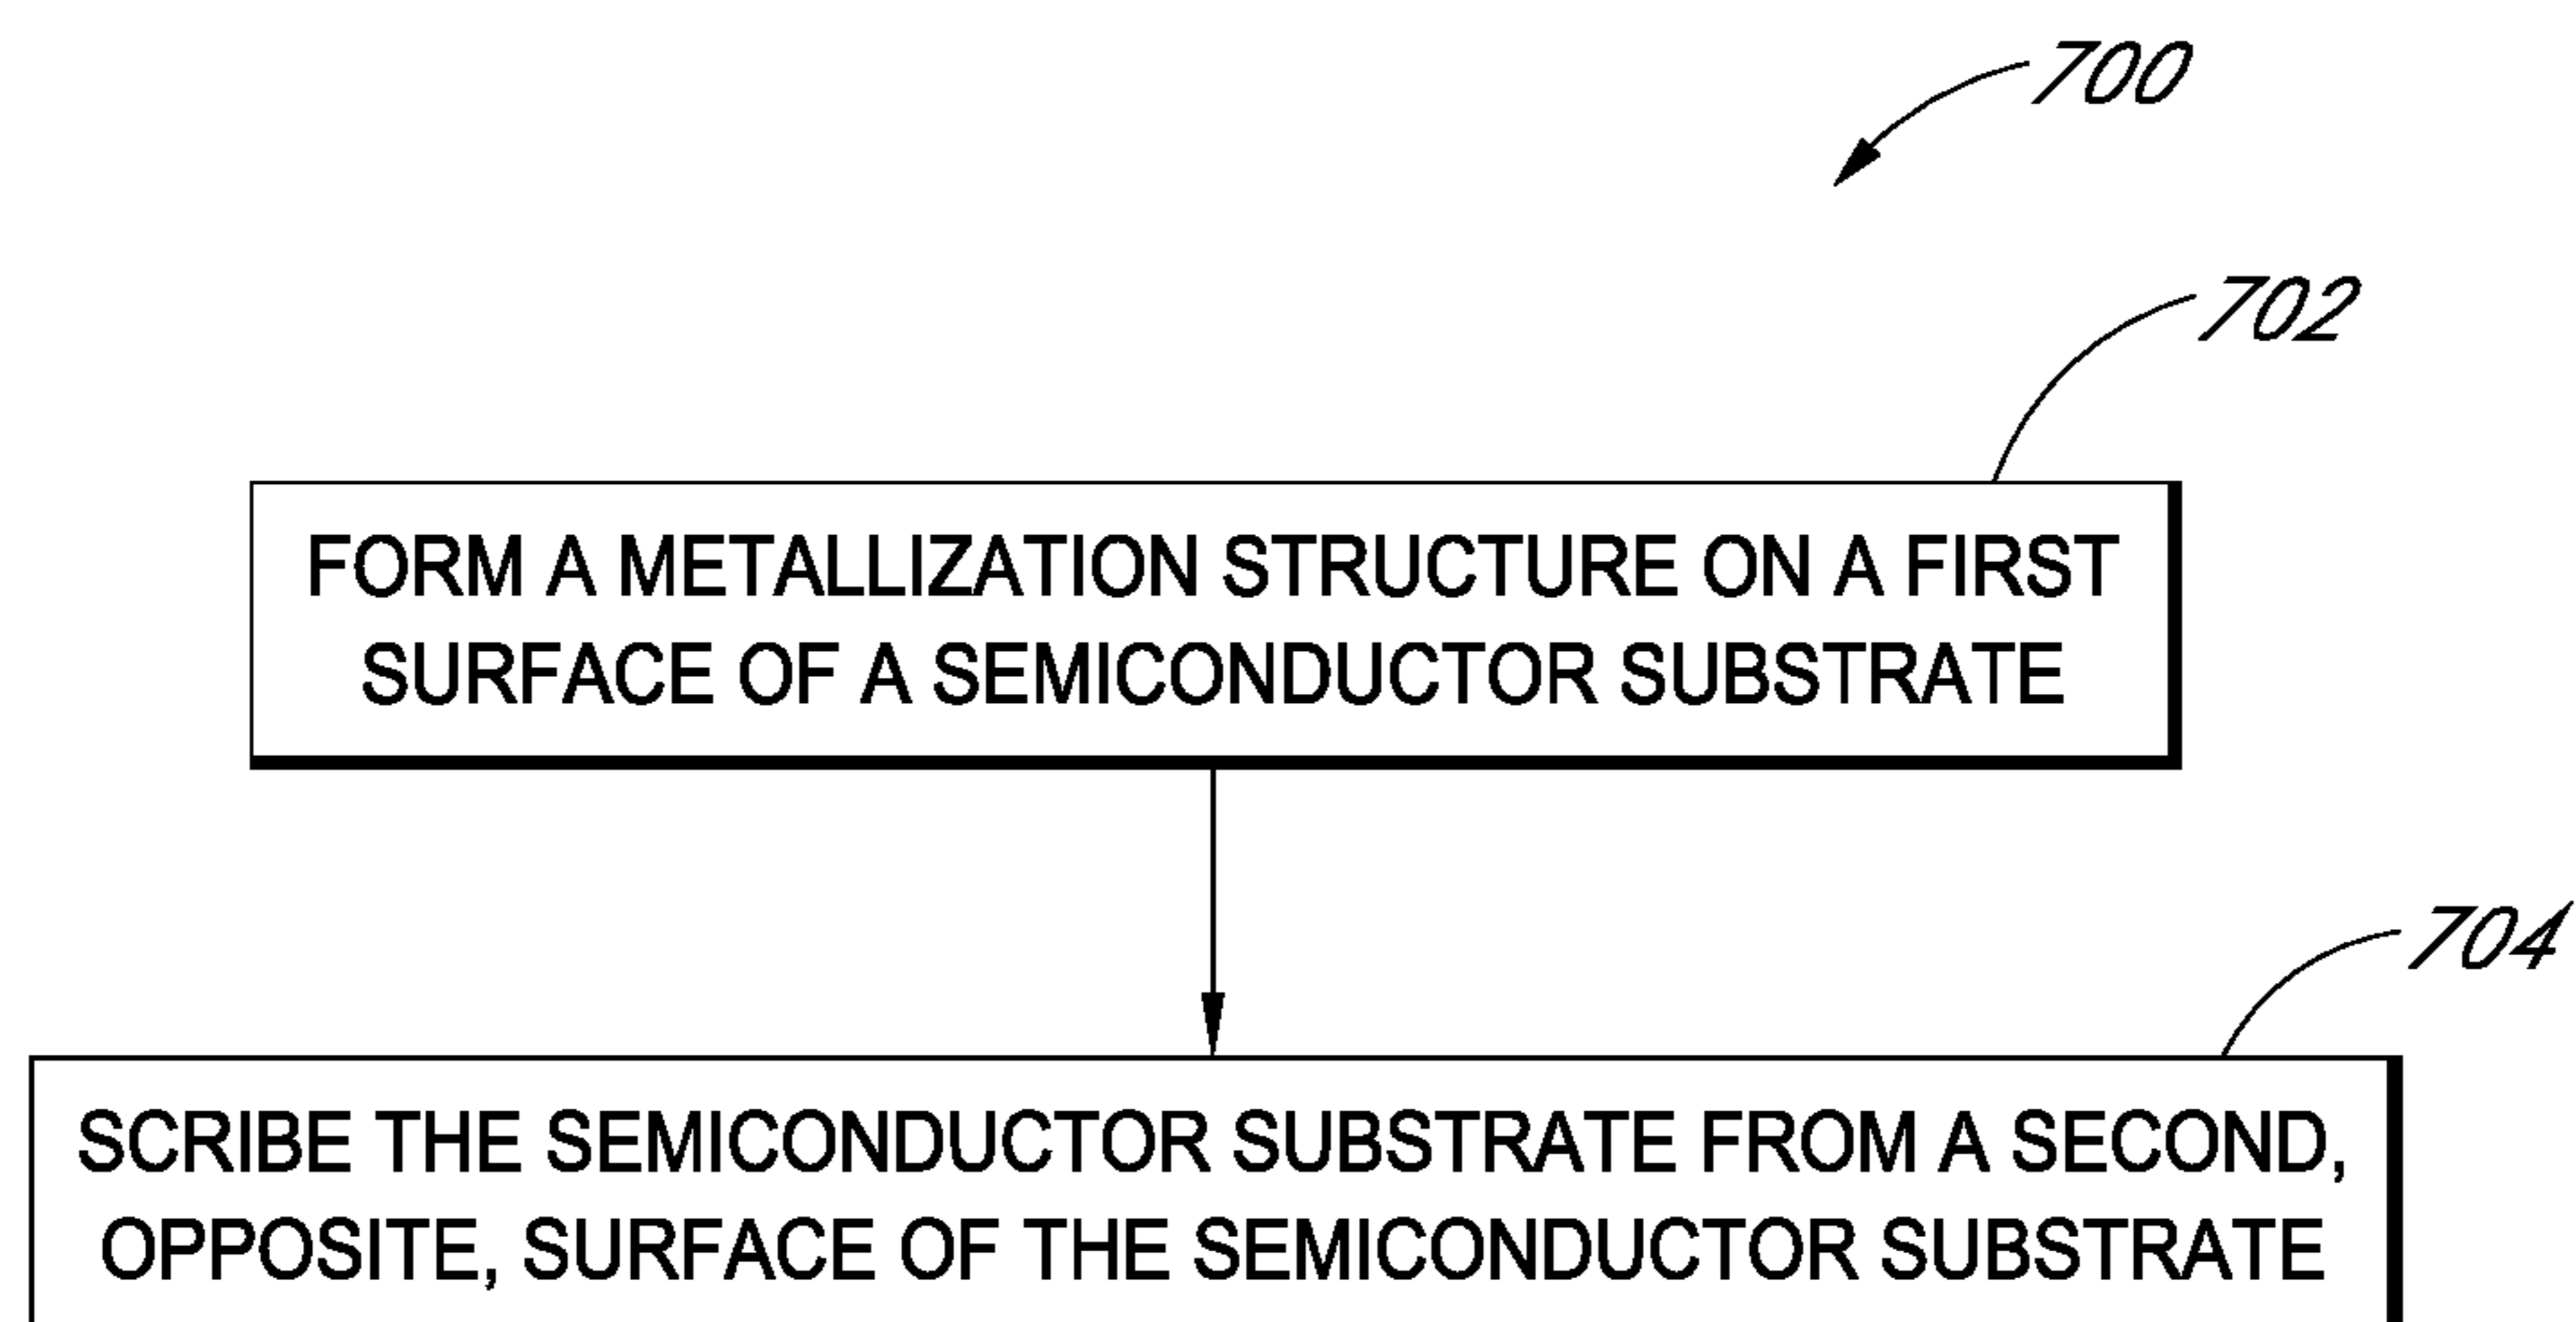 700
702
FORM A METALLIZATION STRUCTURE ON A FIRST
SURFACE OF A SEMICONDUCTOR SUBSTRATE
704
SCRIBE THE SEMICONDUCTOR SUBSTRATE FROM A SECOND,
OPPOSITE, SURFACE OF THE SEMICONDUCTOR SUBSTRATE